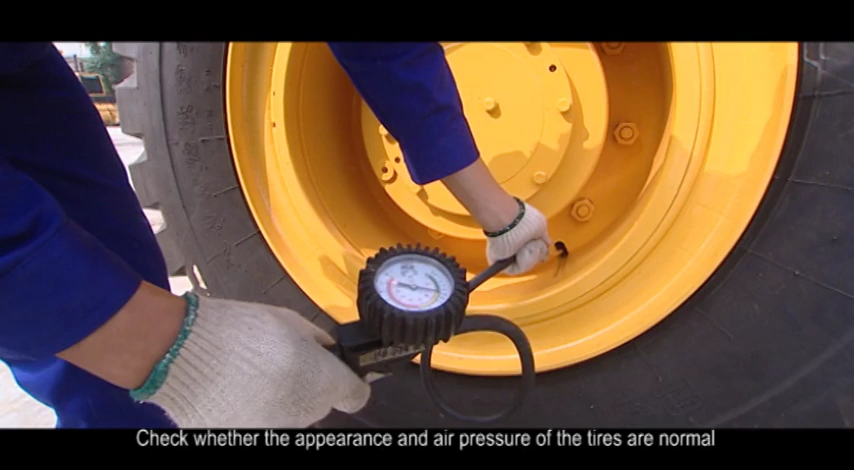 Check whether the appearance and air pressure of the tires are normal